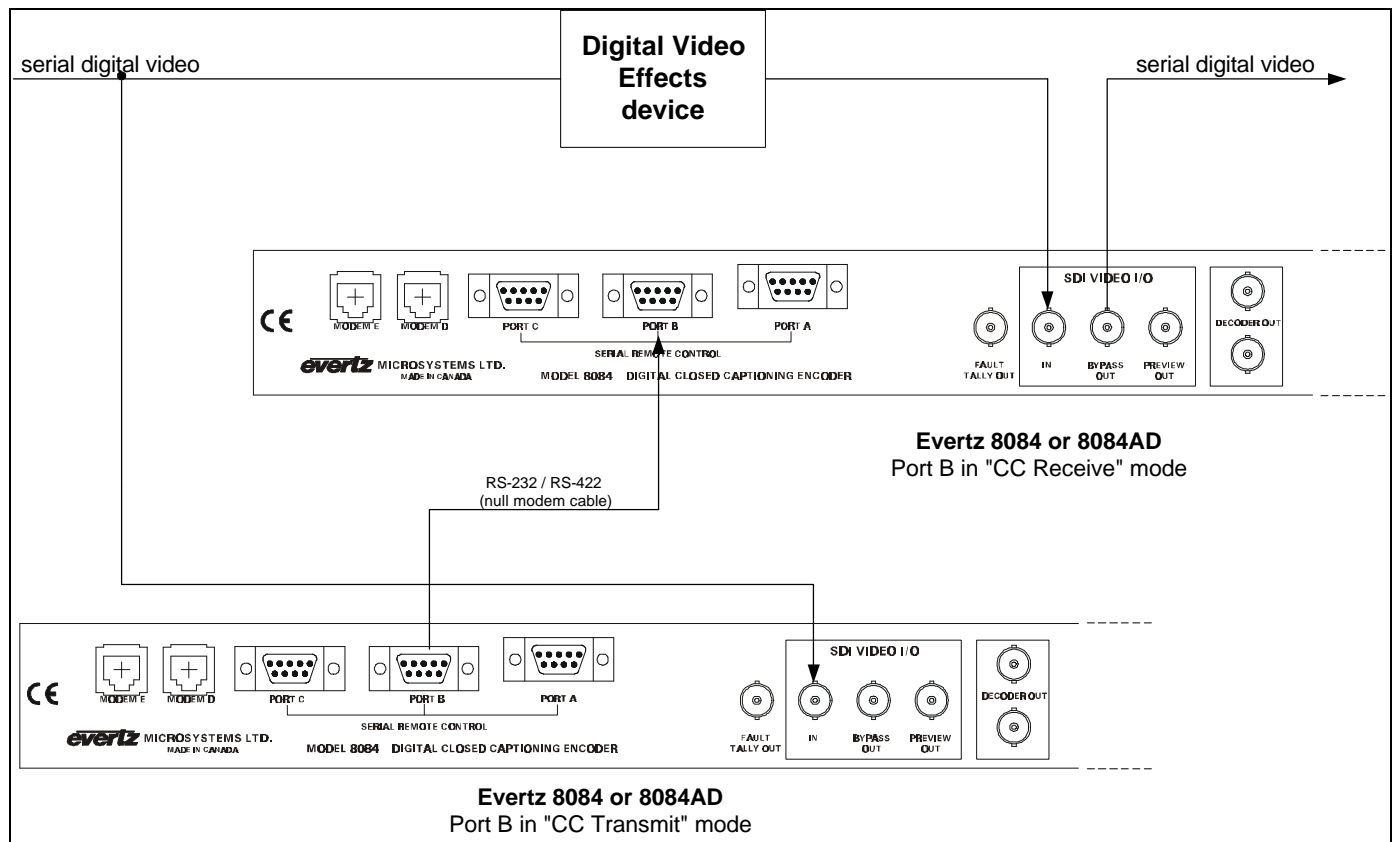 serial digital video
Digital Video
Effects
device
serial digital video
CE
MODEM E
MODEM D
PORT C
PORT B
PORT A
SERIAL REMOTE CONTROL
evertz MICROSYSTEMS LTD.
MADE IN CANADA
MODEL 8084 DIGITAL CLOSED CAPTIONING ENCODER
FAULT
TALLY OUT
SDI VIDEO I/O
IN
BYPASS
OUT
PREVIEW
OUT
DECODER OUT
Evertz 8084 or 8084AD
Port B in "CC Receive" mode
RS-232 / RS-422
(null modem cable)
CE
MODEM E
MODEM D
PORT C
PORT B
PORT A
SERIAL REMOTE CONTROL
evertz MICROSYSTEMS LTD.
MADE IN CANADA
MODEL 8084 DIGITAL CLOSED CAPTIONING ENCODER
FAULT
TALLY OUT
SDI VIDEO I/O
IN
BYPASS
OUT
PREVIEW
OUT
DECODER OUT
Evertz 8084 or 8084AD
Port B in "CC Transmit" mode